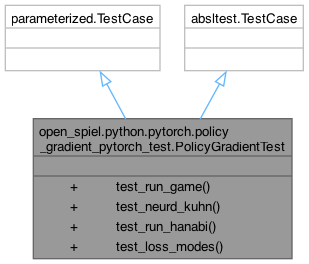 parameterized.TestCase
absltest.TestCase
open_spiel.python.pytorch.policy
_gradient_pytorch_test.PolicyGradientTest
+ test_run_game()
+ test_neurd_kuhn()
+ test_run_hanabi()
+ test_loss_modes()